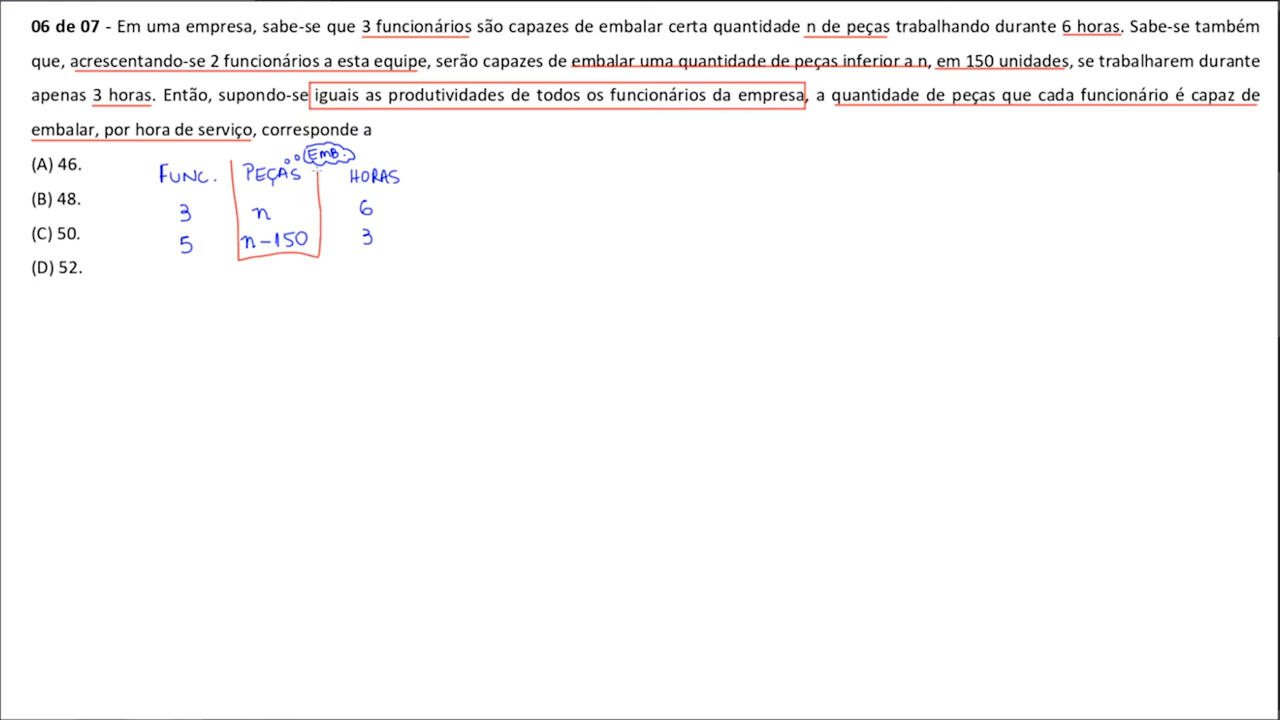 06 de 07 - Em uma empresa, sabe-se que 3 funcionários são capazes de embalar certa quantidade n de peças trabalhando durante 6 horas. Sabe-se também
que, acrescentando-se 2 funcionários a esta equipe, serão capazes de embalar uma quantidade de peças inferior a n, em 150 unidades, se trabalharem durante
apenas 3 horas. Então, supondo-se iguais as produtividades de todos os funcionários da empresa, a quantidade de peças que cada funcionário é capaz de
embalar, por hora de serviço, corresponde a
(A) 46.
(B) 48.
(C) 50.
(D) 52.
EMB.
FUNC. PEÇAS HORAS
3 n 6
5 n-150 3